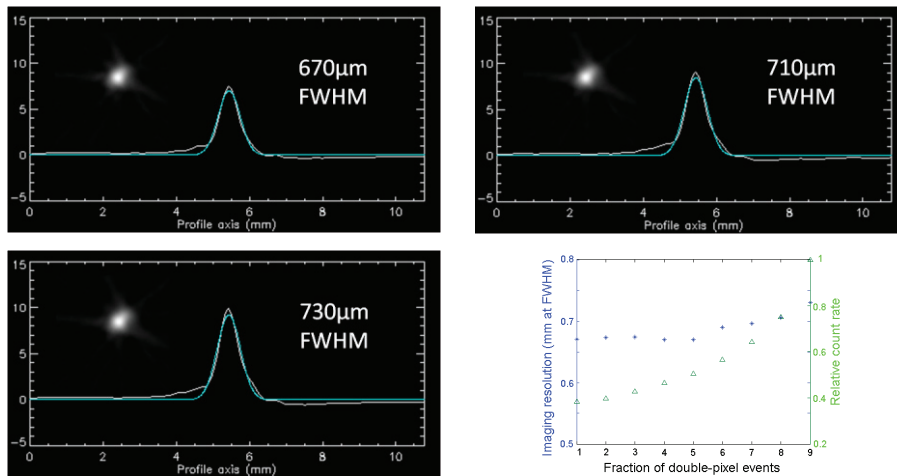 15
10
5
0
−5
670μm
FWHM
0 2 4 6 8 10
Profile axis (mm)
15
10
5
0
−5
710μm
FWHM
0 2 4 6 8 10
Profile axis (mm)
15
10
5
0
−5
730μm
FWHM
0 2 4 6 8 10
Profile axis (mm)
Imaging resolution (mm at FWHM)
0.8
0.7
0.6
0.5
1
0.8
0.6
0.4
0.2
Relative count rate
1 2 3 4 5 6 7 8 9
Fraction of double-pixel events